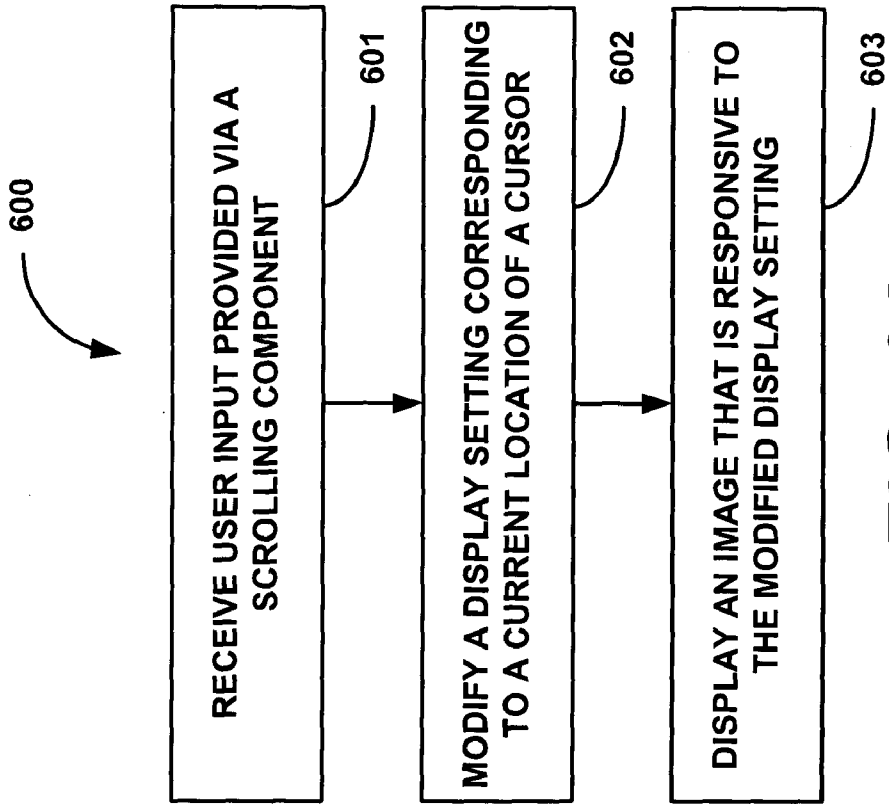 600
RECEIVE USER INPUT PROVIDED VIA A
SCROLLING COMPONENT
601
MODIFY A DISPLAY SETTING CORRESPONDING
TO A CURRENT LOCATION OF A CURSOR
602
DISPLAY AN IMAGE THAT IS RESPONSIVE TO
THE MODIFIED DISPLAY SETTING
603